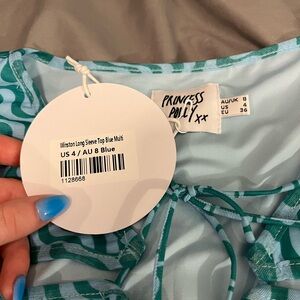 Winston Long Sleeve Top Blue Multi
US 4 / AU 8 Blue
1128668
PRINCESS
POLLY xx
AU/UK 8
US 4
EU 36